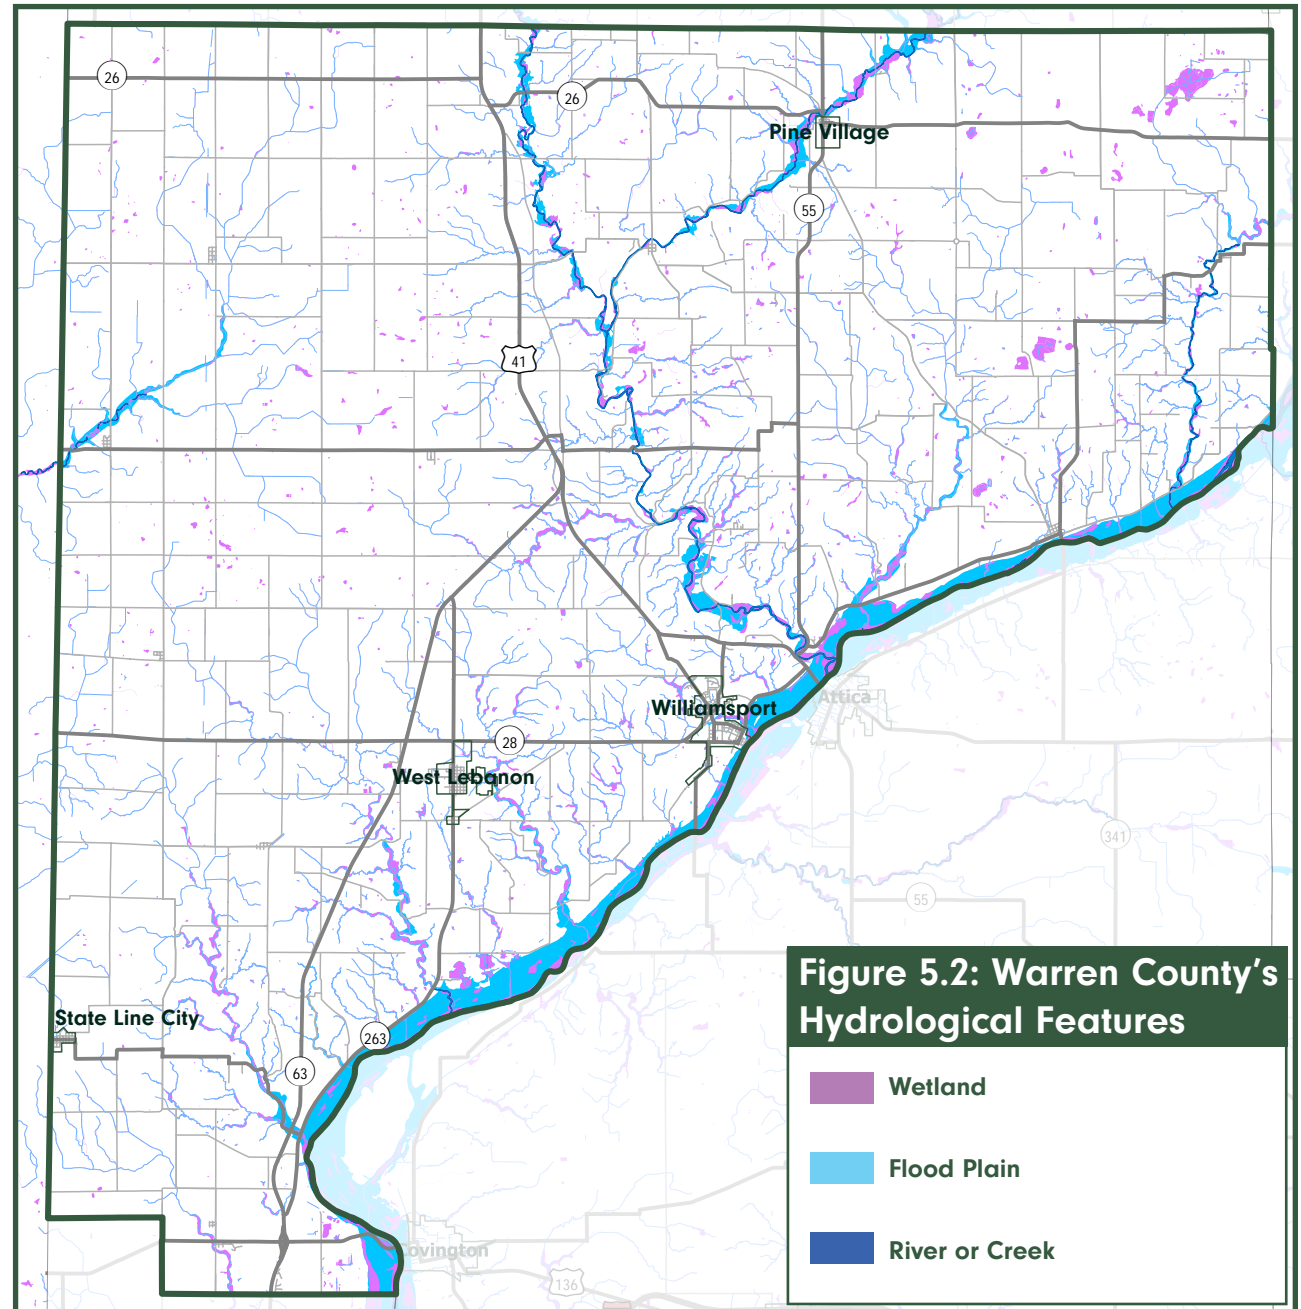 26
26
Pine Village
55
41
Williamsport
Attica
28
West Lebanon
341
55
Figure 5.2: Warren County's
Hydrological Features
State Line City
263
63
Wetland
Flood Plain
River or Creek
Covington
136